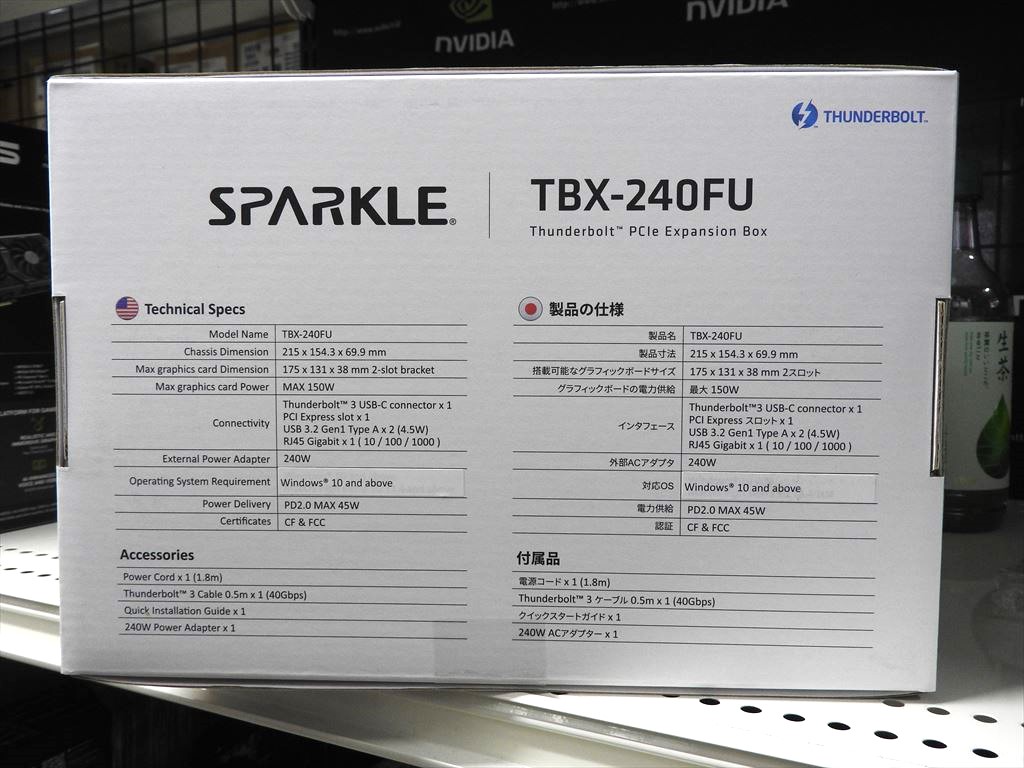 NVIDIA
NVIDIA
THUNDERBOLT™
SPARKLE®
TBX-240FU
Thunderbolt™ PCIe Expansion Box
Technical Specs
Model Name TBX-240FU
Chassis Dimension 215 x 154.3 x 69.9 mm
Max graphics card Dimension 175 x 131 x 38 mm 2-slot bracket
Max graphics card Power MAX 150W
Connectivity Thunderbolt™ 3 USB-C connector x 1
PCI Express slot x 1
USB 3.2 Gen1 Type A x 2 (4.5W)
RJ45 Gigabit x 1 ( 10 / 100 / 1000 )
External Power Adapter 240W
Operating System Requirement Windows® 10 and above
Power Delivery PD2.0 MAX 45W
Certificates CF & FCC
Accessories
Power Cord x 1 (1.8m)
Thunderbolt™ 3 Cable 0.5m x 1 (40Gbps)
Quick Installation Guide x 1
240W Power Adapter x 1
製品の仕様
製品名 TBX-240FU
製品寸法 215 x 154.3 x 69.9 mm
搭載可能なグラフィックボードサイズ 175 x 131 x 38 mm 2スロット
グラフィックボードの電力供給 最大 150W
インタフェース Thunderbolt™3 USB-C connector x 1
PCI Express スロット x 1
USB 3.2 Gen1 Type A x 2 (4.5W)
RJ45 Gigabit x 1 ( 10 / 100 / 1000 )
外部ACアダプタ 240W
対応OS Windows® 10 and above
電力供給 PD2.0 MAX 45W
認証 CF & FCC
付属品
電源コード x 1 (1.8m)
Thunderbolt™ 3 ケーブル 0.5m x 1 (40Gbps)
クイックスタートガイド x 1
240W ACアダプター x 1
生茶